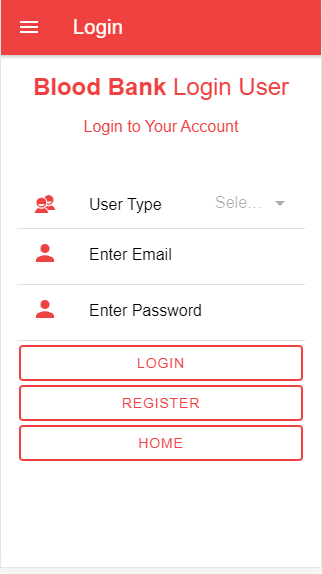 Login
Blood Bank Login User
Login to Your Account
User Type Sele...
Enter Email
Enter Password
LOGIN
REGISTER
HOME